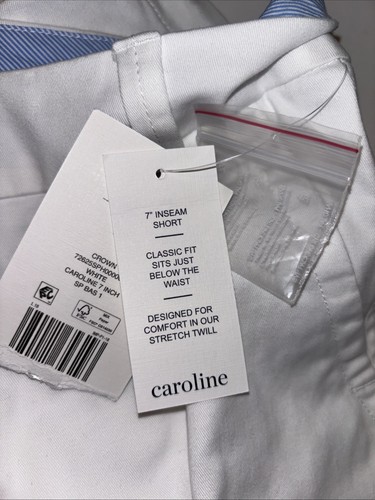 7" INSEAM
SHORT
CLASSIC FIT
SITS JUST
BELOW THE
WAIST
DESIGNED FOR
COMFORT IN OUR
STRETCH TWILL
caroline
CROWN
WHITE
CAROLINE 7 INCH
SP BAS 1
FSC